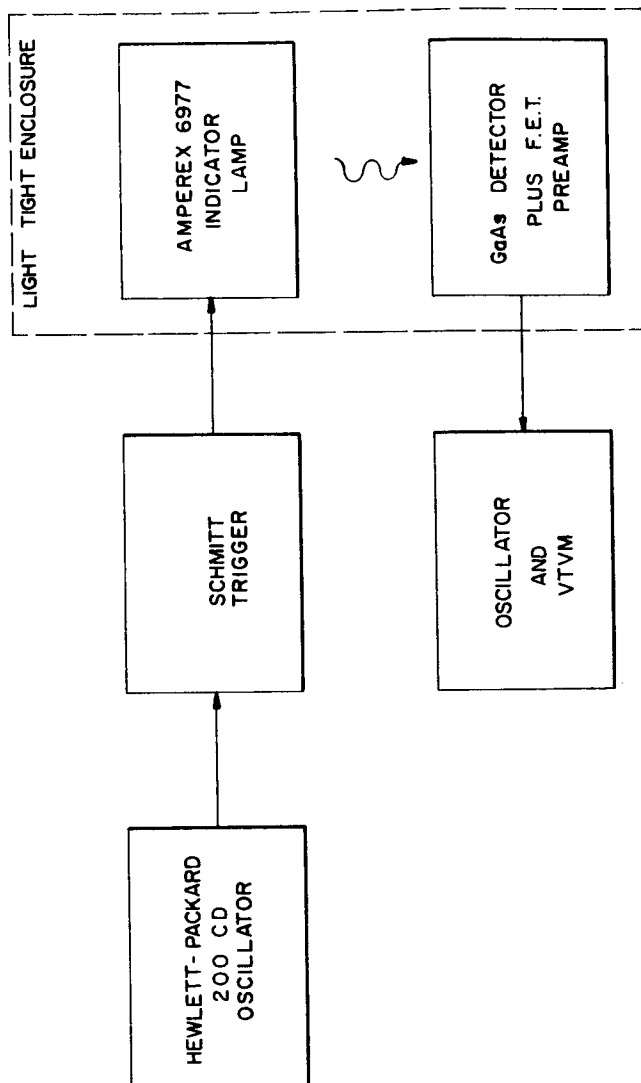 LIGHT TIGHT ENCLOSURE
HEWLETT-PACKARD
200 CD
OSCILLATOR
SCHMITT
TRIGGER
AMPEREX 6977
INDICATOR
LAMP
GaAs DETECTOR
PLUS F.E.T.
PREAMP
OSCILLATOR
AND
VTVM